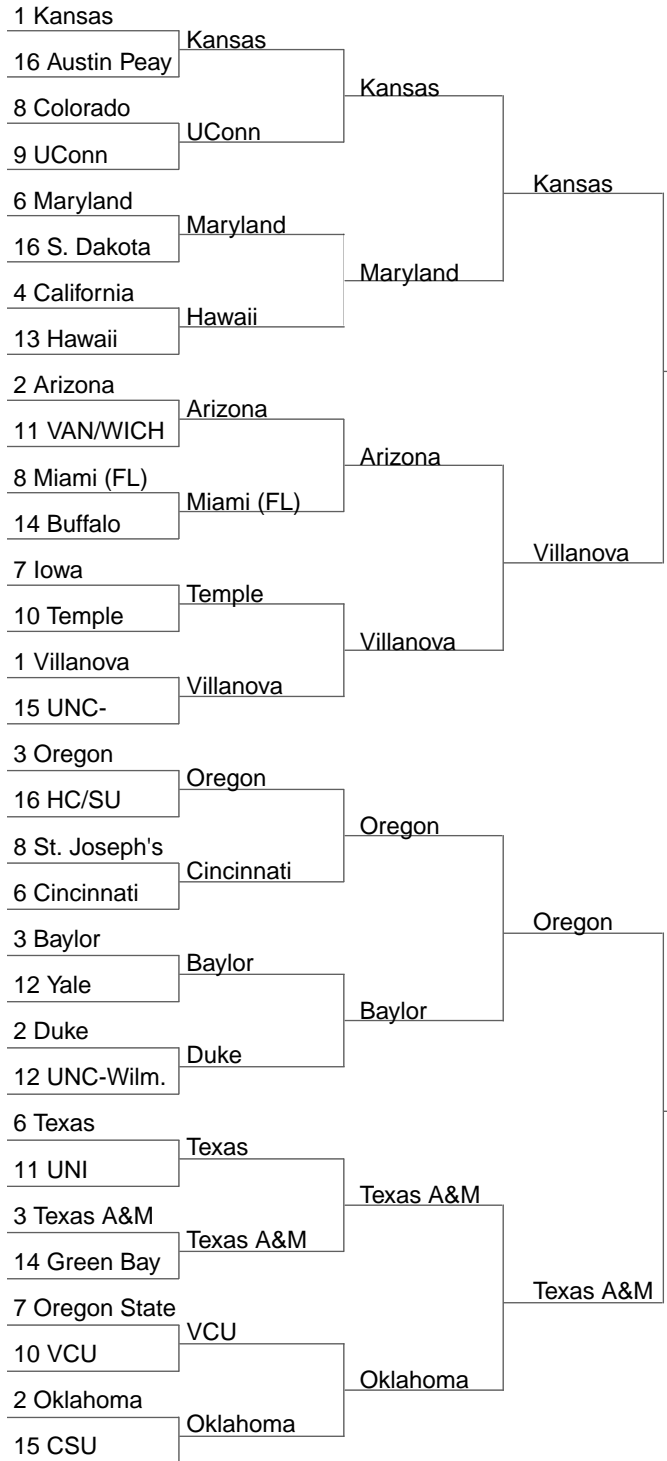 1 Kansas
16 Austin Peay
8 Colorado
9 UConn
6 Maryland
16 S. Dakota
4 California
13 Hawaii
2 Arizona
11 VAN/WICH
8 Miami (FL)
14 Buffalo
7 Iowa
10 Temple
1 Villanova
15 UNC-
3 Oregon
16 HC/SU
8 St. Joseph's
6 Cincinnati
3 Baylor
12 Yale
2 Duke
12 UNC-Wilm.
6 Texas
11 UNI
3 Texas A&M
14 Green Bay
7 Oregon State
10 VCU
2 Oklahoma
15 CSU
Kansas
UConn
Maryland
Hawaii
Arizona
Miami (FL)
Temple
Villanova
Oregon
Cincinnati
Baylor
Duke
Texas
Texas A&M
VCU
Oklahoma
Kansas
Maryland
Arizona
Villanova
Oregon
Baylor
Texas A&M
Oklahoma
Kansas
Villanova
Oregon
Texas A&M